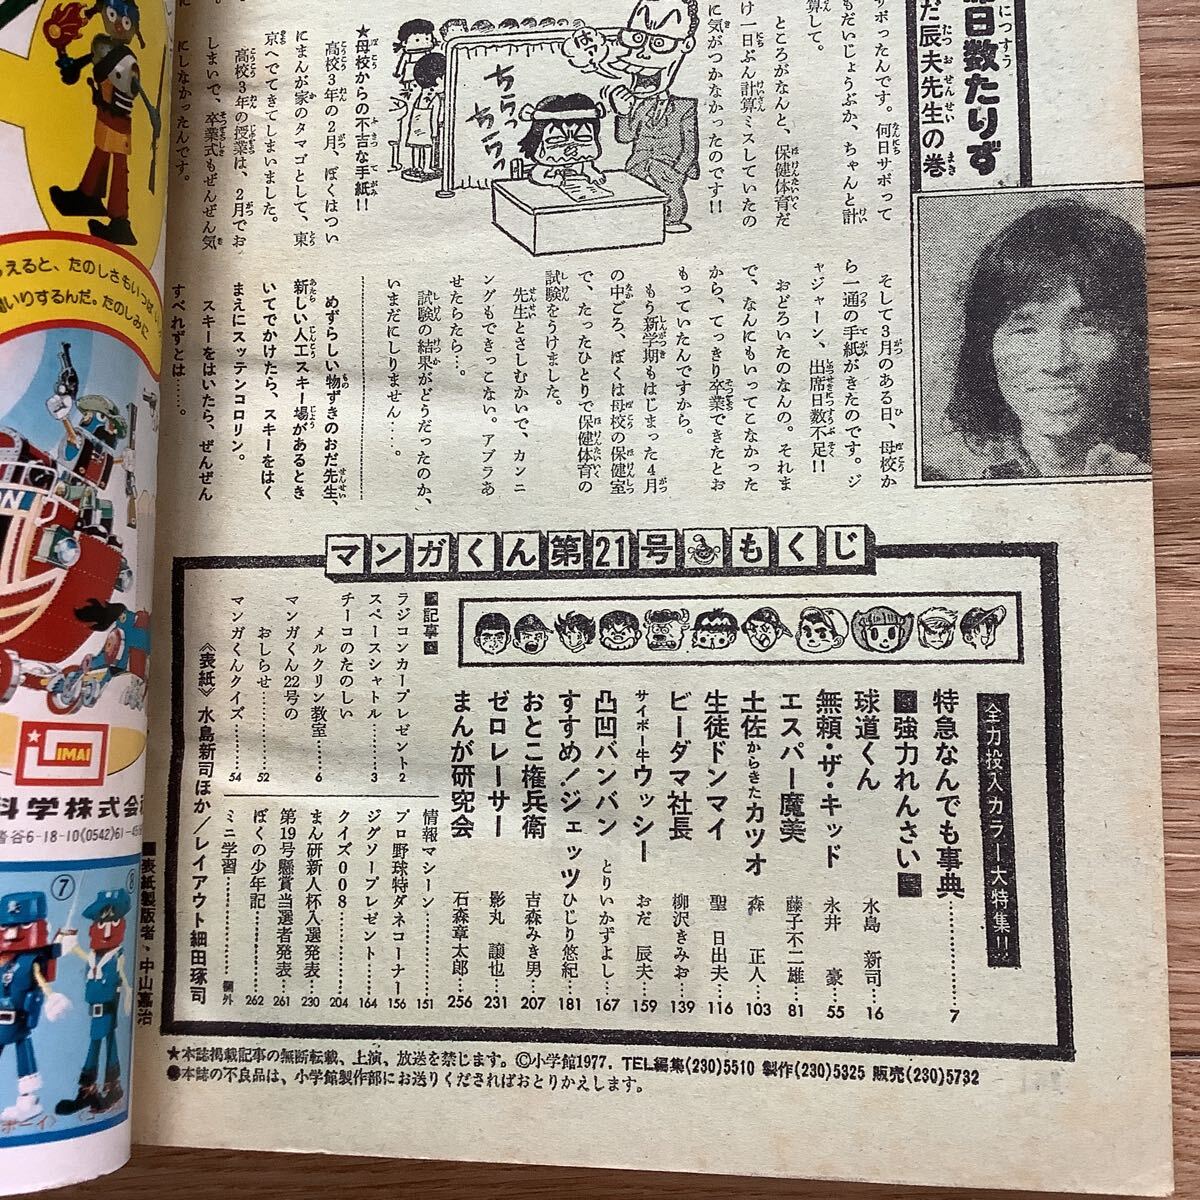 席日数たりず
だ辰夫先生の巻
サボったんです。何日サボって
もだいじょうぶか、ちゃんと計
算して。
ところがなんと、保健体育だ
け一日ぶん計算ミスしていたの
に気がつかなかったのです!!
はっ
ちらっ
ちらっ
★母校からの不吉な手紙!!
高校3年の2月、ぼくはつい
にまんが家のタマゴとして、東
京へでてきてしまいました。
高校3年の授業は、2月でお
しまいで、卒業式もぜんぜん気
にしなかったんです。
そして3月のある日、母校か
ら一通の手紙がきたのです。ジ
ャジャーン、出席日数不足!!
おどろいたのなんの。それま
で、なんにもいってこなかった
から、てっきり卒業できたとお
もっていたんですから。
もう新学期もはじまった4月
の中ごろ、ぼくは母校の保健室
で、たったひとりで保健体育の
試験をうけました。
先生とさしむかいで、カンニ
ングもできっこない。アブラあ
せたらたら…。
試験の結果がどうだったのか、
いまだにしりません……。
めずらしい物ずきのおだ先生、
新しい人工スキー場があるとき
いてでかけたら、スキーをはく
まえにスッテンコロリン。
スキーをはいたら、ぜんぜん
すべれずとは……。
マンガくん第21号もくじ
全力投入カラー大特集!!
特急なんでも事典……7
■強力れんさい■
球道くん 水島新司 16
無頼・ザ・キッド 永井豪 55
エスパー魔美 藤子不二雄 81
土佐からきたカツオ 森正人 103
生徒ドンマイ 聖日出夫 116
ビーダマ社長 柳沢きみお 139
サイボー牛ウッシー おだ辰夫 159
凸凹バンバン とりいかずよし 167
すすめ!ジェッツ ひじり悠紀 181
おとこ権兵衛 吉森みき男 207
ゼロレーサー 影丸譲也 231
まんが研究会 石森章太郎 256
■記事■
ラジコンカープレゼント 2
スペースシャトル……3
チーコのたのしい
メルクリン教室……6
マンガくん22号の
おしらせ……52
マンガくんクイズ……54
情報マシーン……151
プロ野球特ダネコーナー 156
ジグソープレゼント……164
クイズ008……204
まん研新人杯入選発表…230
第19号懸賞当選者発表…261
ぼくの少年記……262
ミニ学習……欄外
《表紙》水島新司ほか/レイアウト細田琢司
■表紙製版者・中山嘉治
★本誌掲載記事の無断転載、上演、放送を禁じます。©小学館1977. TEL編集(230)5510 製作(230)5325 販売(230)5732
●本誌の不良品は、小学館製作部にお送りくださればおとりかえします。
えると、たのしさもいっぱい
いりするんだ。たのしみに
ON
IMAI
科学株式会
谷6-18-10(0542)61-45
⑦
⑧
ボーイ〉